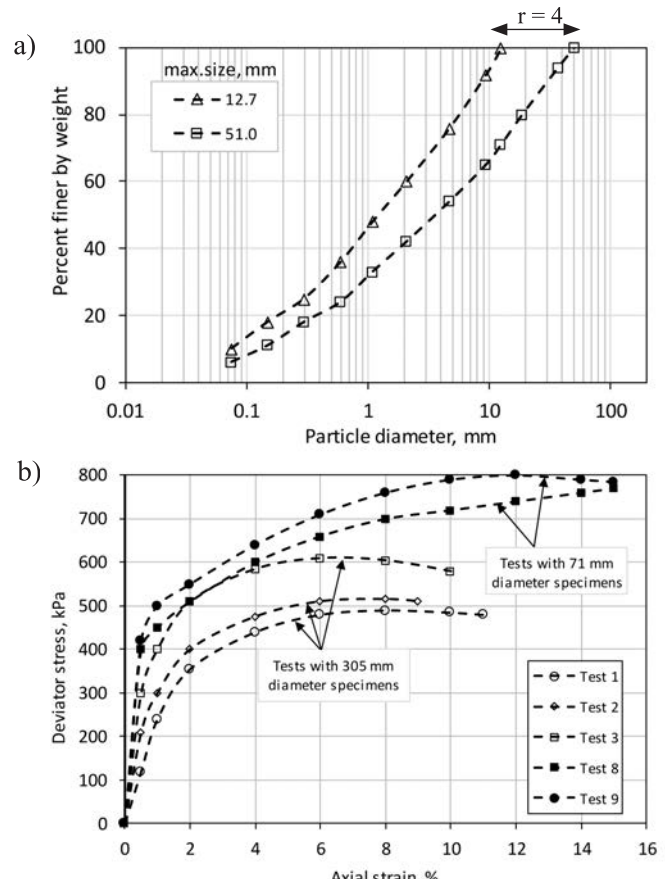 r = 4
a)
100
80
60
40
20
0
Percent finer by weight
max.size, mm
12.7
51.0
0.01
0.1
1
10
100
Particle diameter, mm
b)
800
700
600
500
400
300
200
100
0
Deviator stress, kPa
Tests with 71 mm
diameter specimens
Tests with 305 mm
diameter specimens
Test 1
Test 2
Test 3
Test 8
Test 9
0
2
4
6
8
10
12
14
16
Axial strain, %